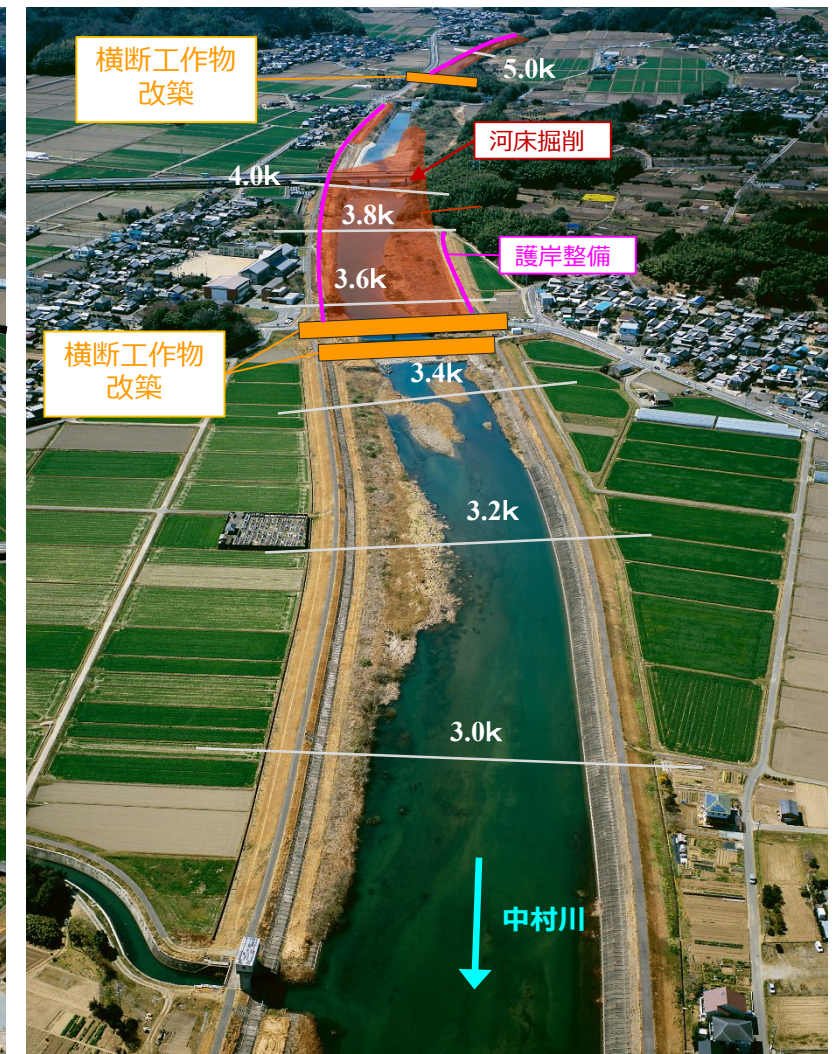 横断工作物
改築
5.0k
河床掘削
4.0k
3.8k
護岸整備
3.6k
横断工作物
改築
3.4k
3.2k
3.0k
中村川